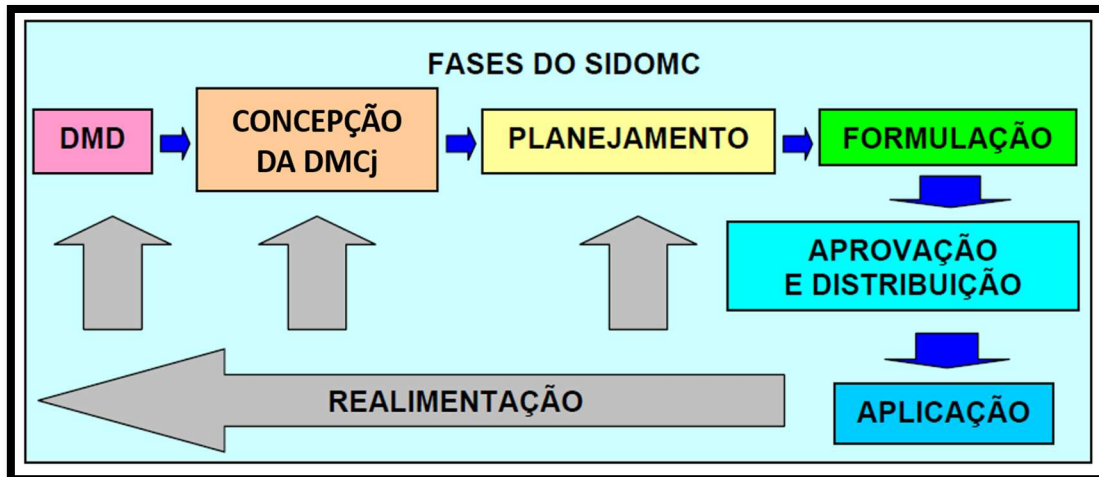 FASES DO SIDOMC
DMD
CONCEPÇÃO
DA DMCj
PLANEJAMENTO
FORMULAÇÃO
APROVAÇÃO
E DISTRIBUIÇÃO
REALIMENTAÇÃO
APLICAÇÃO